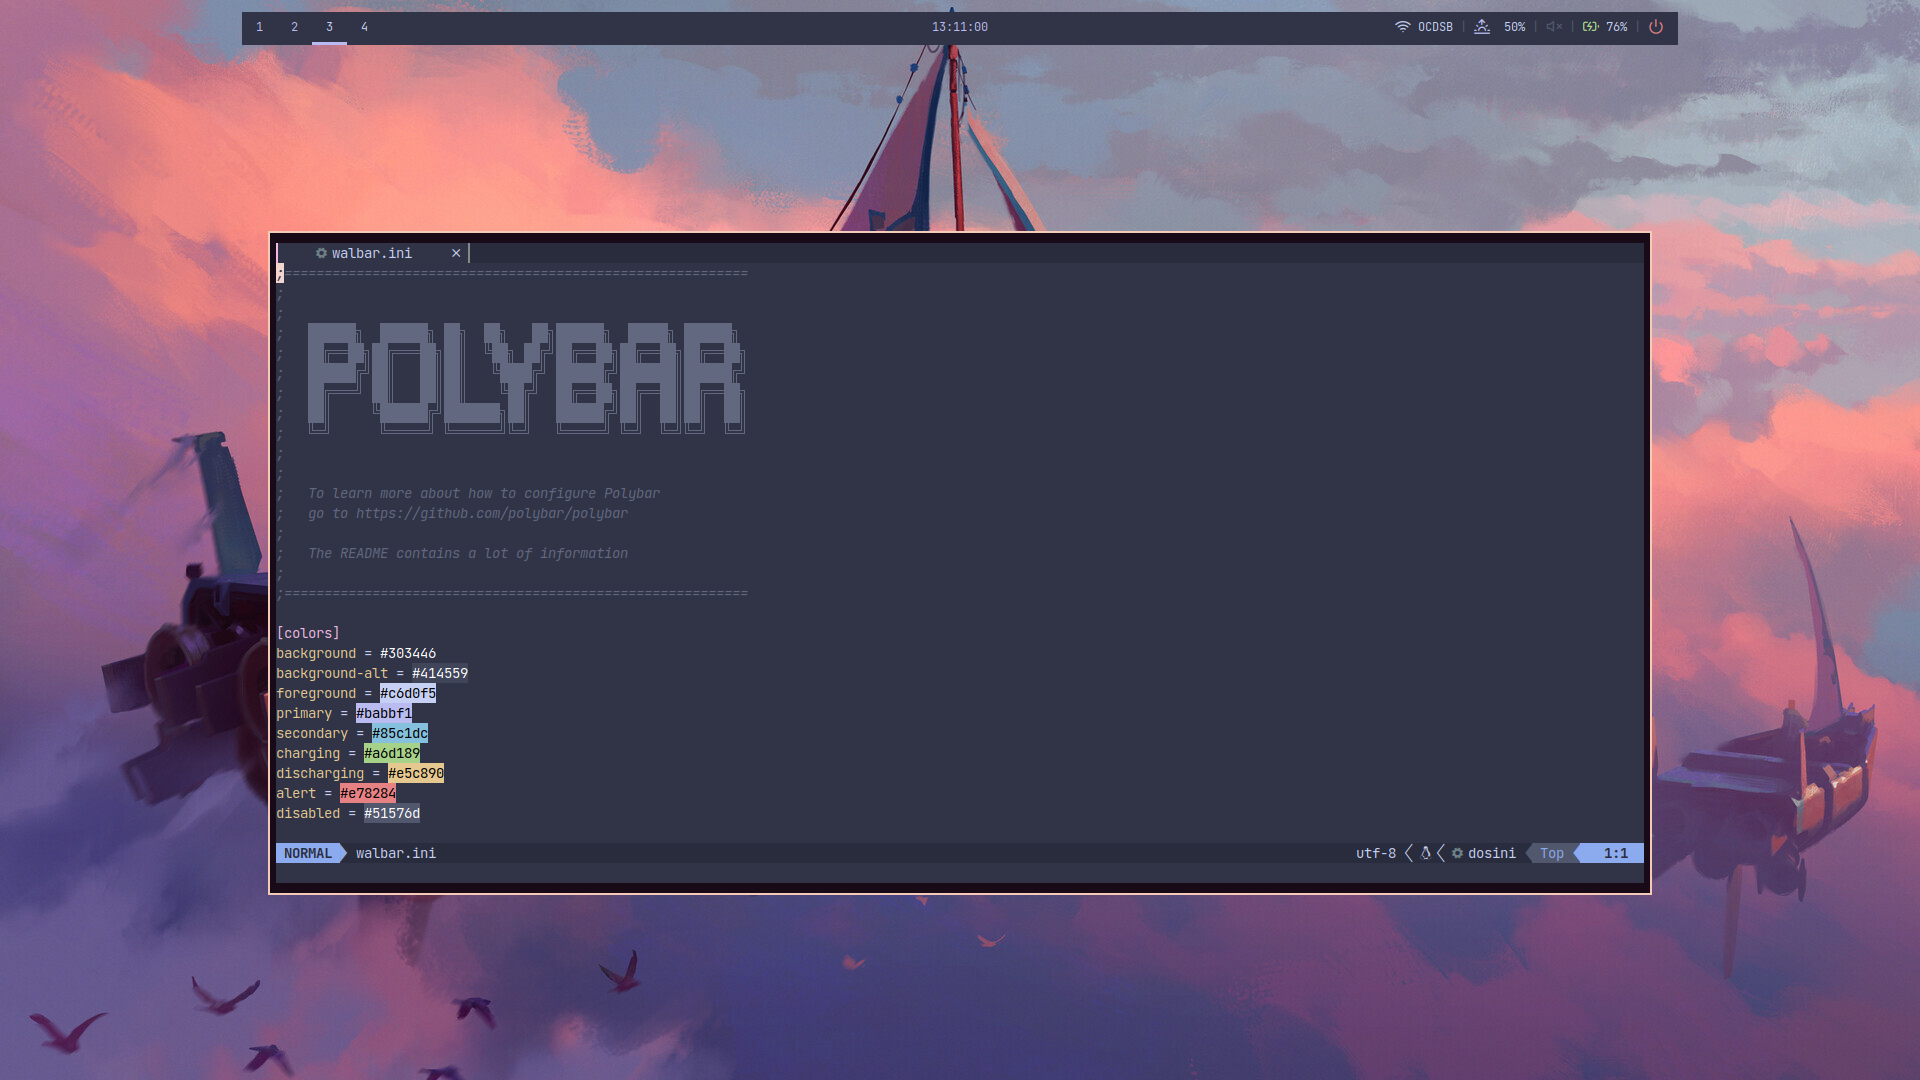 1 2 3 4 13:11:00 OCDSB | 50% | | 76% |
walbar.ini ×
;==========================================================
;
;
; POLYBAR
;
;
;
;
;
;
;
; To learn more about how to configure Polybar
; go to https://github.com/polybar/polybar
;
; The README contains a lot of information
;
;==========================================================
[colors]
background = #303446
background-alt = #414559
foreground = #c6d0f5
primary = #babbf1
secondary = #85c1dc
charging = #a6d189
discharging = #e5c890
alert = #e78284
disabled = #51576d
NORMAL walbar.ini utf-8 dosini Top 1:1